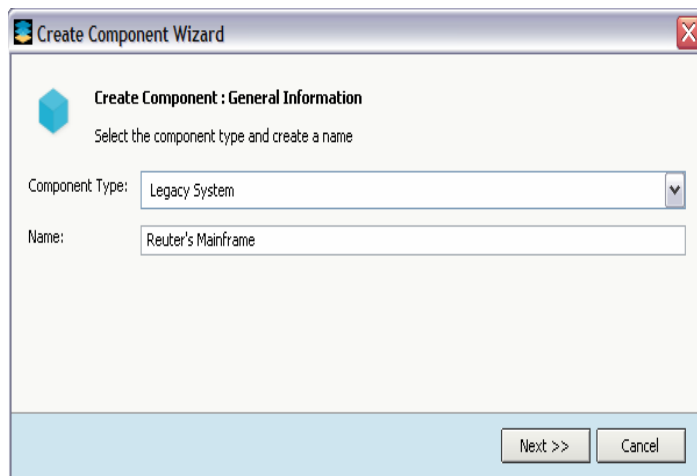 Create Component Wizard
Create Component : General Information
Select the component type and create a name
Component Type: Legacy System
Name: Reuter's Mainframe
Next >> Cancel